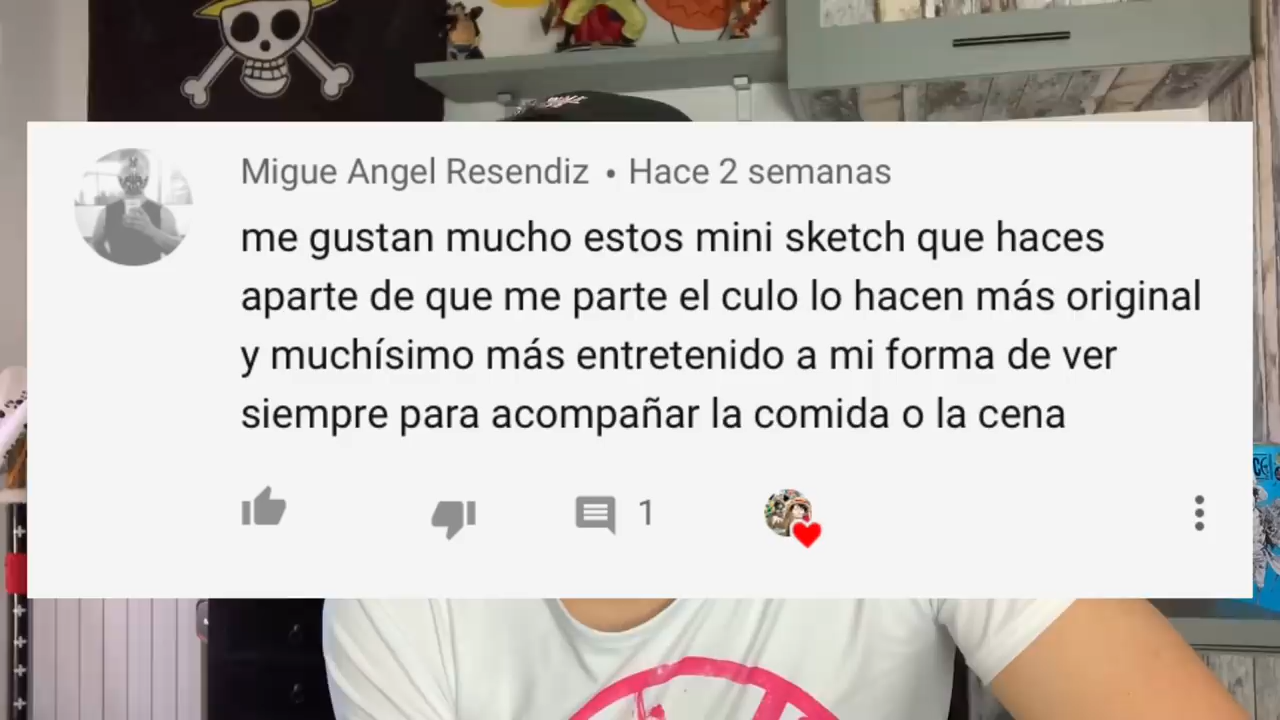 Migue Angel Resendiz • Hace 2 semanas
me gustan mucho estos mini sketch que haces
aparte de que me parte el culo lo hacen más original
y muchísimo más entretenido a mi forma de ver
siempre para acompañar la comida o la cena
1